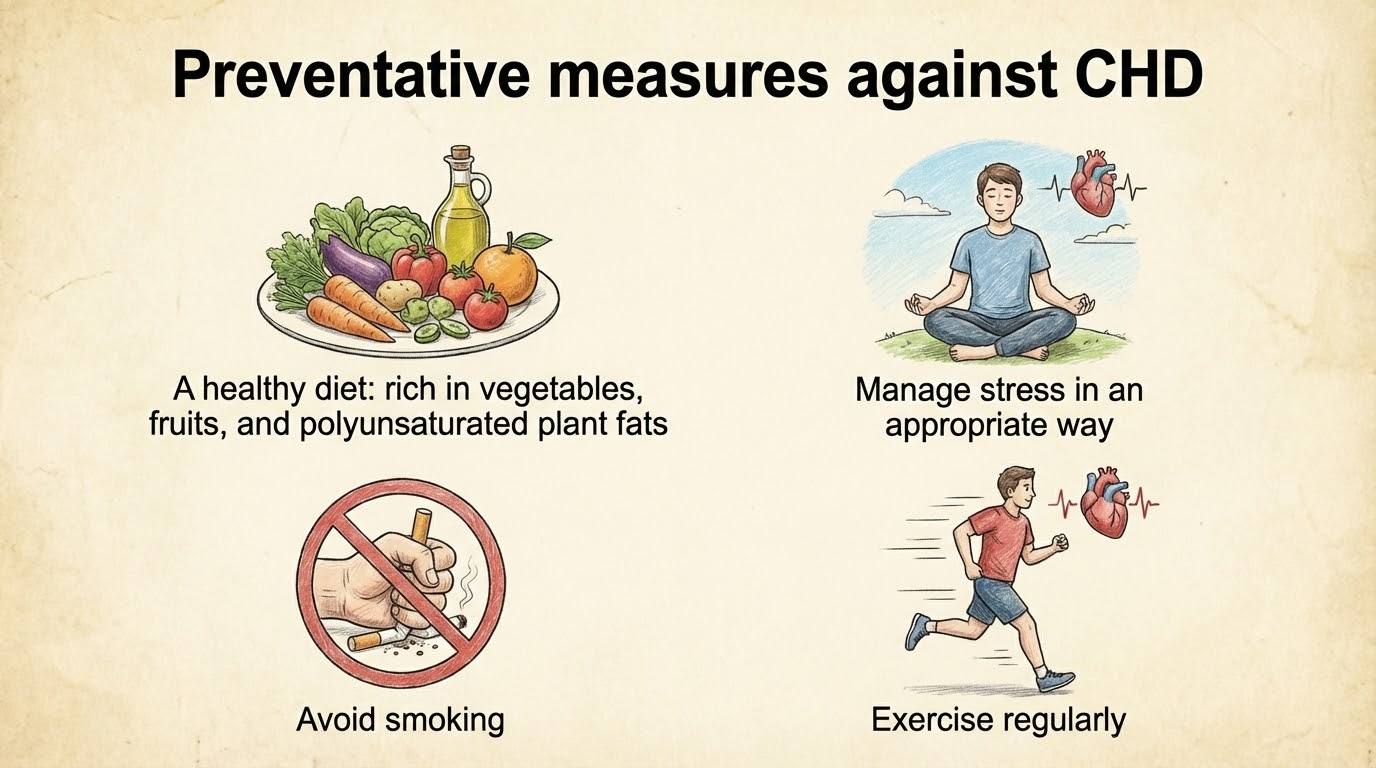 Preventative measures against CHD
A healthy diet: rich in vegetables,
fruits, and polyunsaturated plant fats
Manage stress in an
appropriate way
Avoid smoking
Exercise regularly